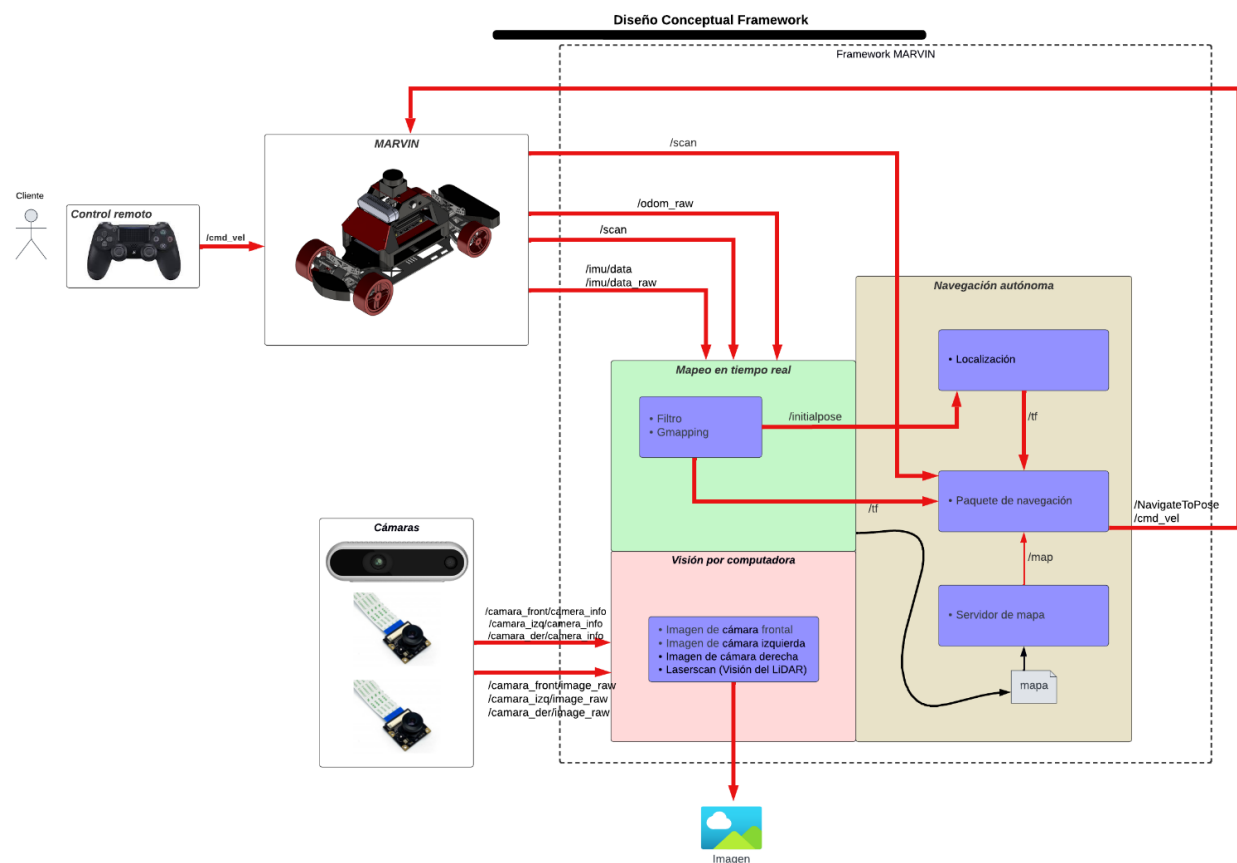 Diseño Conceptual Framework
Framework MARVIN
MARVIN
/scan
Cliente
Control remoto
/cmd_vel
/odom_raw
/scan
/imu/data
/imu/data_raw
Navegación autónoma
• Localización
Mapeo en tiempo real
• Filtro
• Gmapping
/initialpose
/tf
• Paquete de navegación
/NavigateToPose
/cmd_vel
/tf
/map
Cámaras
Visión por computadora
/camara_front/camera_info
/camara_izq/camera_info
/camara_der/camera_info
• Imagen de cámara frontal
• Imagen de cámara izquierda
• Imagen de cámara derecha
• Laserscan (Visión del LiDAR)
• Servidor de mapa
mapa
/camara_front/image_raw
/camara_izq/image_raw
/camara_der/image_raw
Imagen